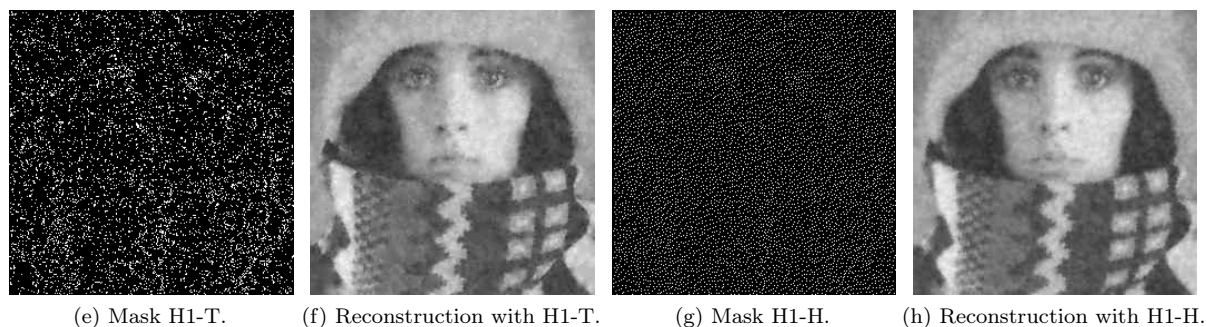 (e) Mask H1-T. (f) Reconstruction with H1-T. (g) Mask H1-H. (h) Reconstruction with H1-H.